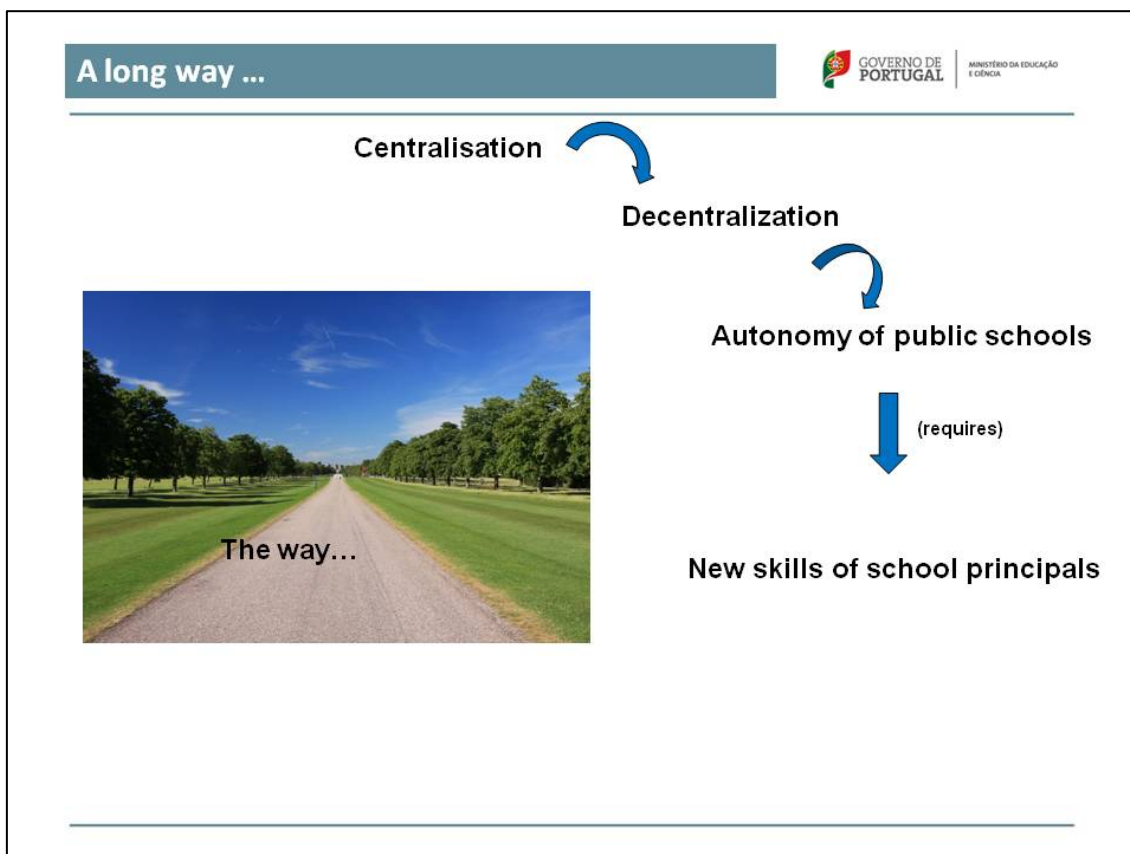 A long way ...
GOVERNO DE
PORTUGAL
MINISTÉRIO DA EDUCAÇÃO
E CIÊNCIA
Centralisation
Decentralization
Autonomy of public schools
(requires)
The way...
New skills of school principals